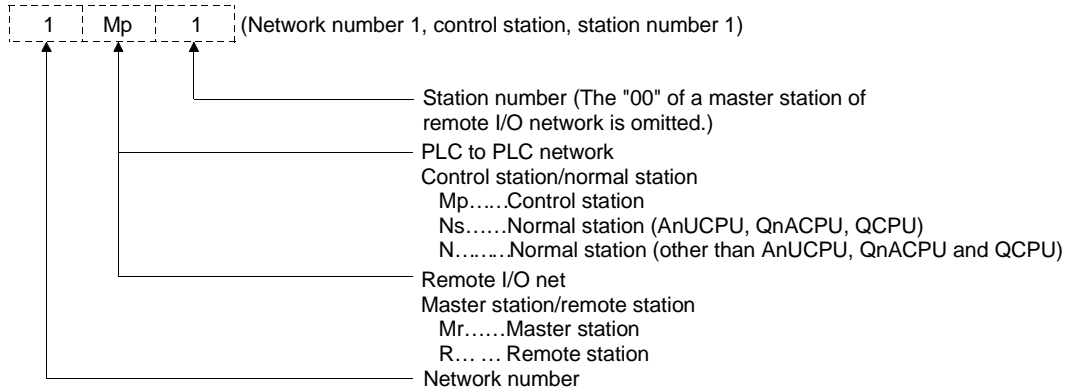 1 Mp 1 (Network number 1, control station, station number 1)
Station number (The "00" of a master station of
remote I/O network is omitted.)
PLC to PLC network
Control station/normal station
Mp……Control station
Ns……Normal station (AnUCPU, QnACPU, QCPU)
N………Normal station (other than AnUCPU, QnACPU and QCPU)
Remote I/O net
Master station/remote station
Mr……Master station
R… … Remote station
Network number